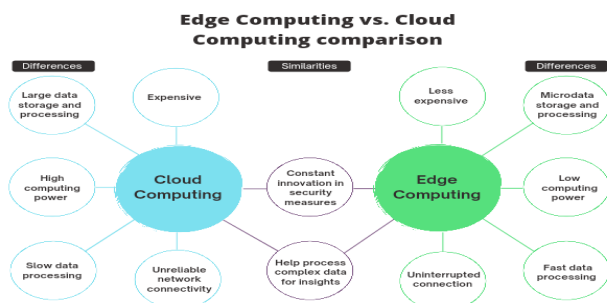 Edge Computing vs. Cloud
Computing comparison
Differences
Similarities
Differences
Large data
storage and
processing
Expensive
Less
expensive
Microdata
storage and
processing
High
computing
power
Cloud
Computing
Constant
innovation in
security
measures
Edge
Computing
Low
computing
power
Slow data
processing
Unreliable
network
connectivity
Help process
complex data
for insights
Uninterrupted
connection
Fast data
processing